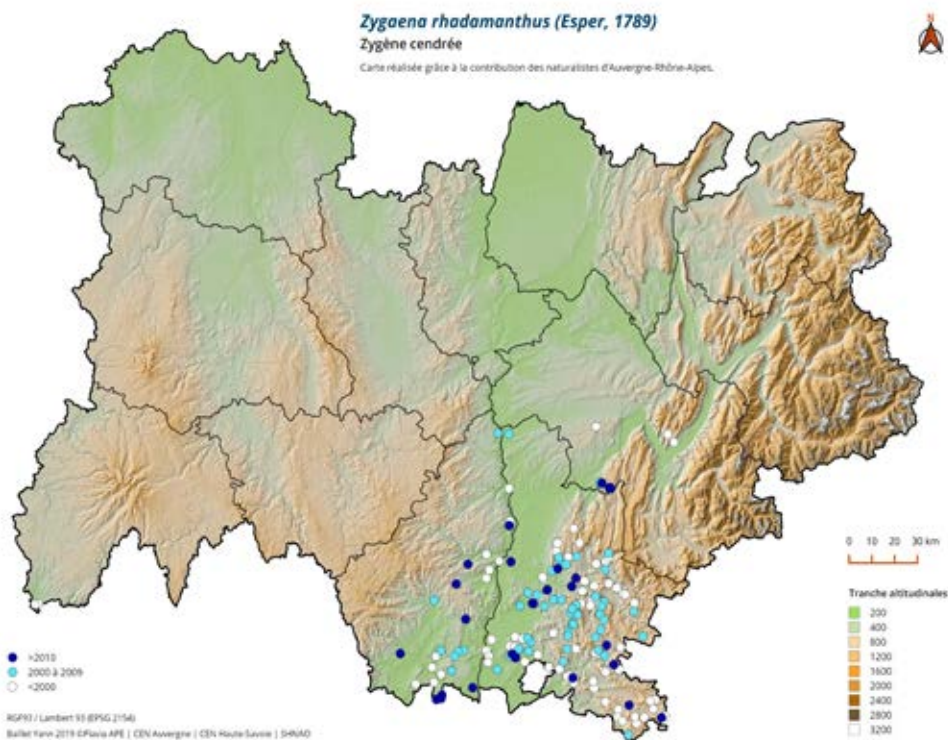 Zygaena rhadamanthus (Esper, 1789)
Zygène cendrée
Carte réalisée grâce à la contribution des naturalistes d'Auvergne-Rhône-Alpes.
N
0 10 20 30 km
Tranche altitudinales
200
400
800
1200
1600
2000
2400
2800
3200
>2010
2000 à 2009
<2000
RGF93 / Lambert 93 (EPSG 2154)
Baillet Yann 2019 ©Flavia APE | CEN Auvergne | CEN Haute-Savoie | SHNAO